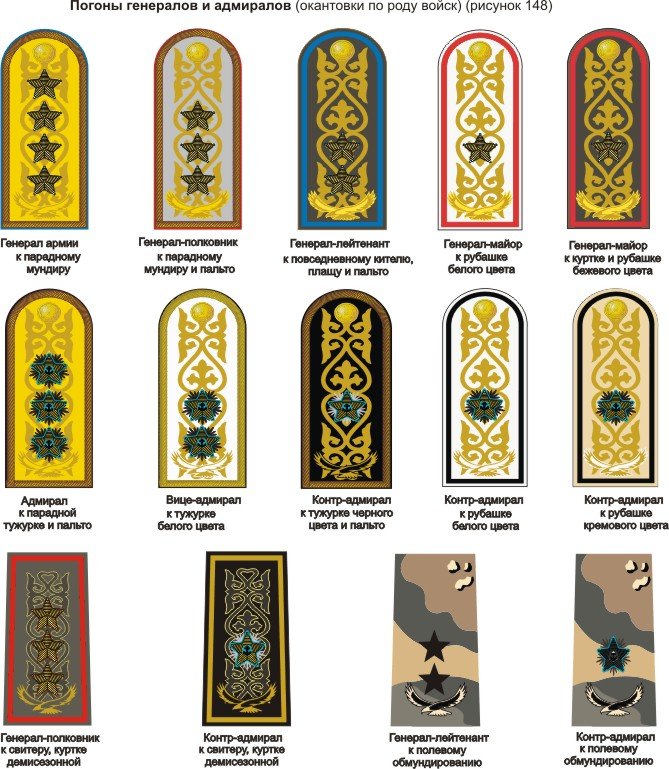 Погоны генералов и адмиралов (окантовки по роду войск) (рисунок 148)
Генерал армии
к парадному
мундиру
Генерал-полковник
к парадному
мундиру и пальто
Генерал-лейтенант
к повседневному кителю,
плащу и пальто
Генерал-майор
к рубашке
белого цвета
Генерал-майор
к куртке и рубашке
бежевого цвета
Адмирал
к парадной
тужурке и пальто
Вице-адмирал
к тужурке
белого цвета
Контр-адмирал
к тужурке черного
цвета и пальто
Контр-адмирал
к рубашке
белого цвета
Контр-адмирал
к рубашке
кремового цвета
Генерал-полковник
к свитеру, куртке
демисезонной
Контр-адмирал
к свитеру, куртке
демисезонной
Генерал-лейтенант
к полевому
обмундированию
Контр-адмирал
к полевому
обмундированию